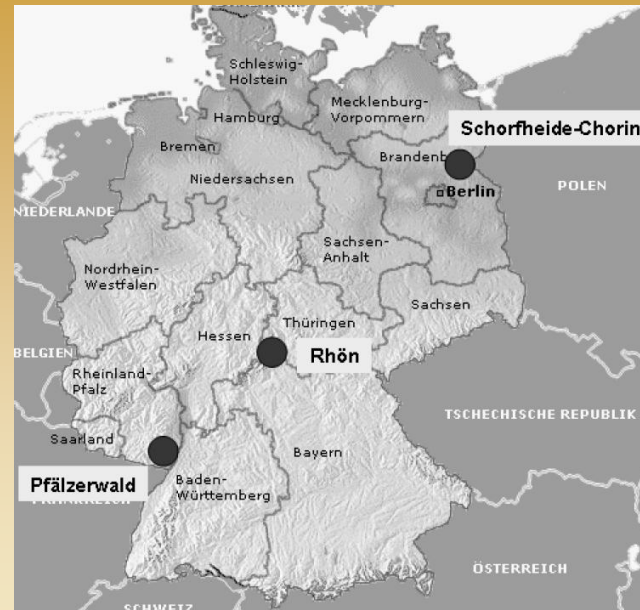 Schleswig-
Holstein
Mecklenburg-
Vorpommern
Hamburg
Schorfheide-Chorin
Bremen
Brandenb
Niedersachsen
Berlin
POLEN
NIEDERLANDE
Sachsen-
Anhalt
Nordrhein-
Westfalen
Sachsen
Thüringen
Hessen
Rhön
BELGIEN
Rheinland-
Pfalz
TSCHECHISCHE REPUBLIK
Saarland
Bayern
Pfälzerwald
Baden-
Württemberg
ÖSTERREICH
SCHWEIZ